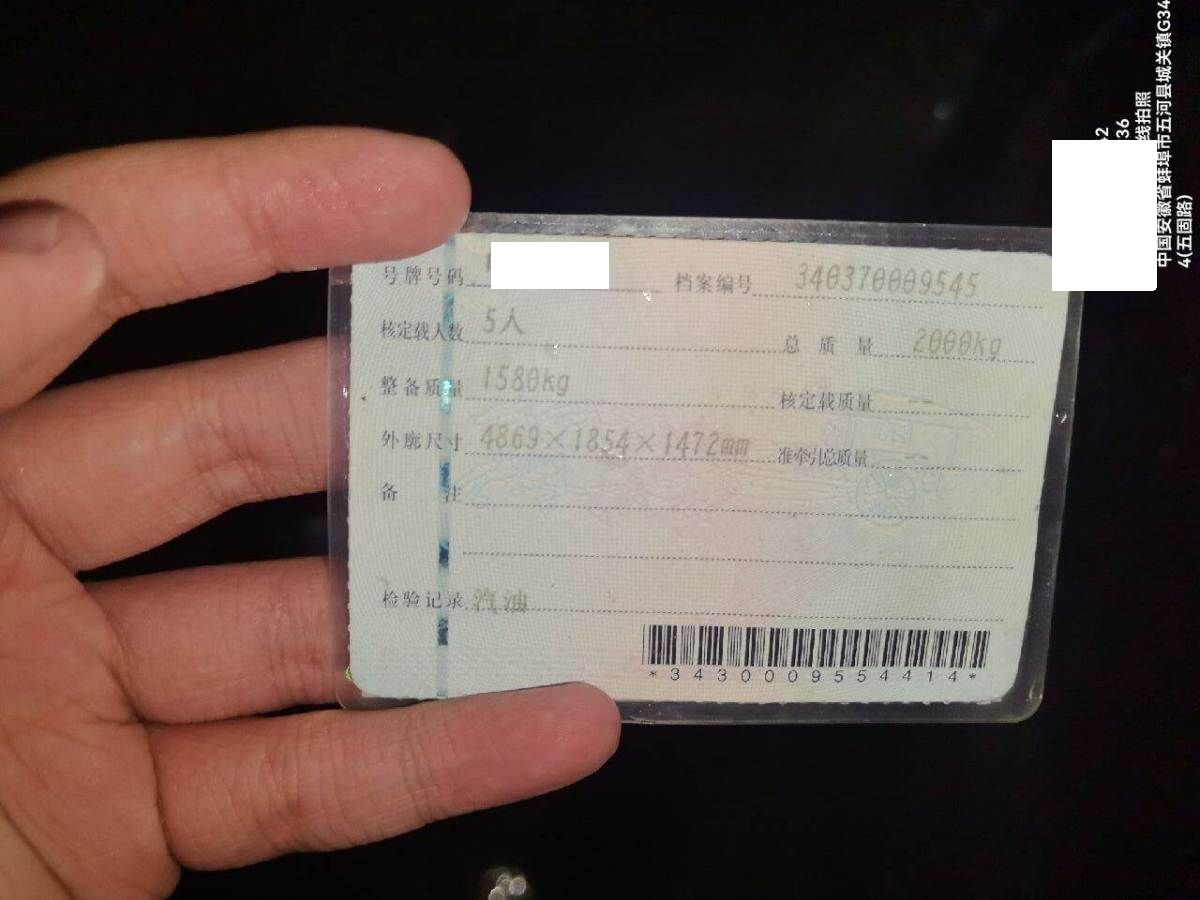 号牌号码 档案编号 340370009545
核定载人数 5人 总质量 2000kg
整备质量 1580kg 核定载质量 --
外廓尺寸 4869×1854×1472mm 准牵引总质量 --
备注
检验记录 汽油
*3430009554414*
36
线拍照
中国安徽省蚌埠市五河县城关镇G34
4(五固路)